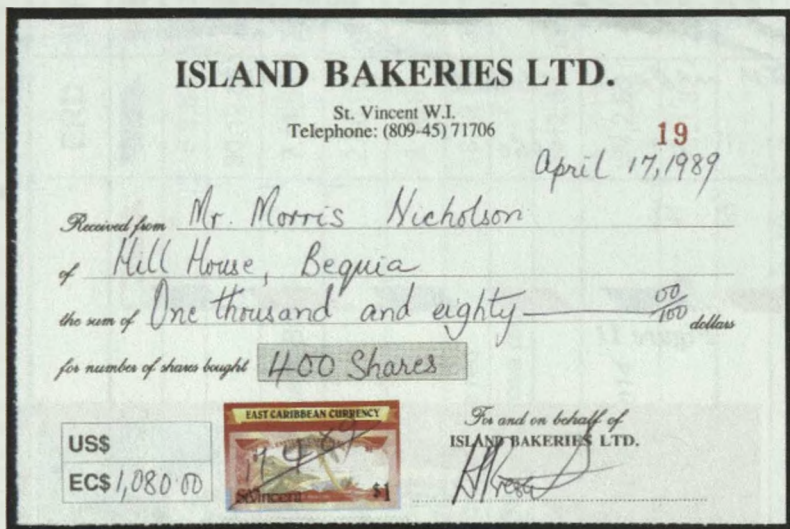 ISLAND BAKERIES LTD.
St. Vincent W.I.
Telephone: (809-45) 71706
19
April 17, 1989
Received from Mr. Morris Nicholson
of Hill House, Bequia
the sum of One thousand and eighty 00/100 dollars
for number of shares bought 400 Shares
US$
EC$ 1,080.00
EAST CARIBBEAN CURRENCY
17 4 89
St Vincent $1
For and on behalf of
ISLAND BAKERIES LTD.